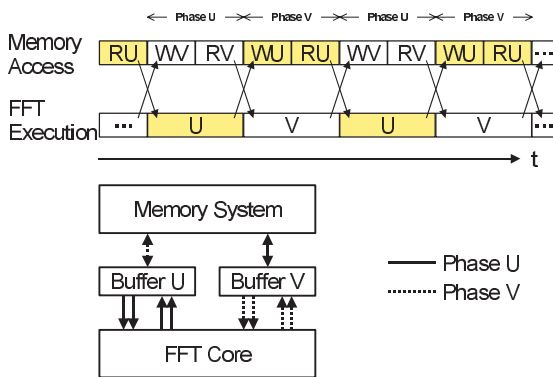 Phase U Phase V Phase U Phase V
Memory Access RU WV RV WU RU WV RV WU RU ...
FFT Execution ... U V U V ...
t
Memory System
Buffer U Buffer V
FFT Core
Phase U
Phase V